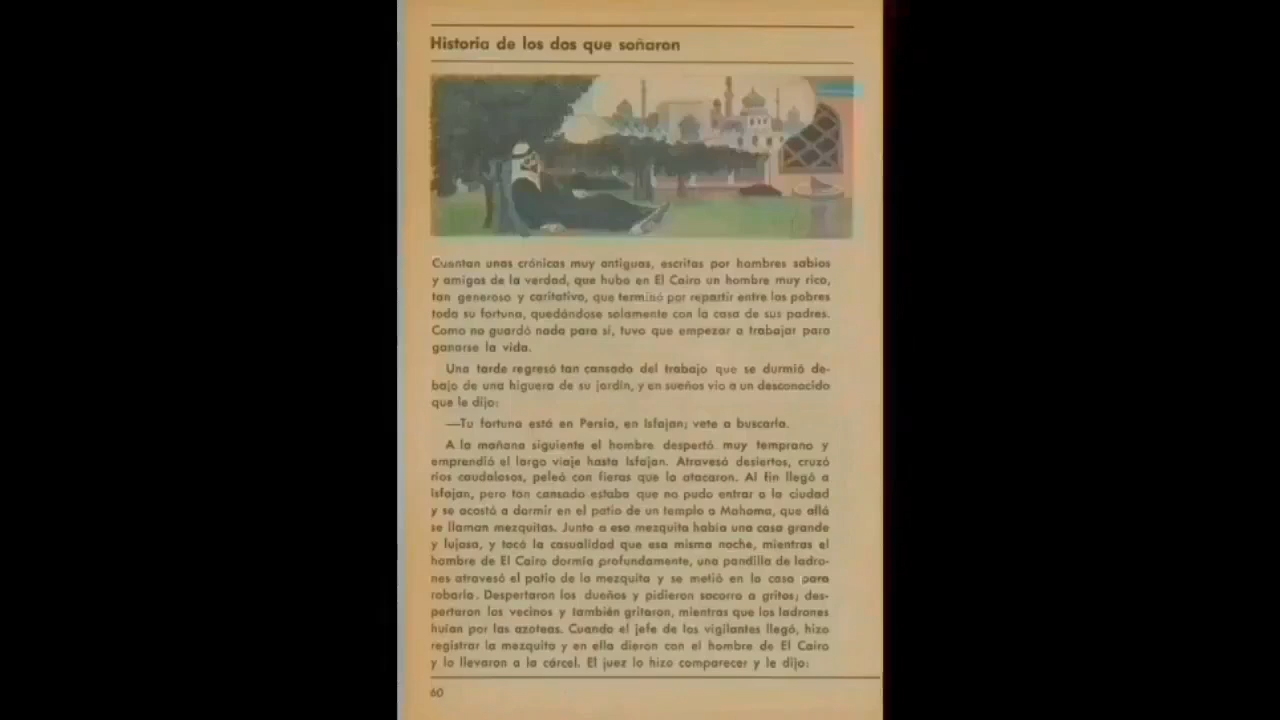 Historia de los dos que soñaron
Cuentan unas crónicas muy antiguas, escritas por hombres sabios
y amigos de la verdad, que hubo en El Cairo un hombre muy rico,
tan generoso y caritativo, que terminó por repartir entre los pobres
toda su fortuna, quedándose solamente con la casa de sus padres.
Como no guardó nada para sí, tuvo que empezar a trabajar para
ganarse la vida.
Una tarde regresó tan cansado del trabajo que se durmió de-
bajo de una higuera de su jardín, y en sueños vio a un desconocido
que le dijo:
—Tu fortuna está en Persia, en Isfajan; vete a buscarla.
A la mañana siguiente el hombre despertó muy temprano y
emprendió el largo viaje hasta Isfajan. Atravesó desiertos, cruzó
ríos caudalosos, peleó con fieras que lo atacaron. Al fin llegó a
Isfajan, pero tan cansado estaba que no pudo entrar a la ciudad
y se acostó a dormir en el patio de un templo a Mahoma, que allá
se llaman mezquitas. Junto a esa mezquita había una casa grande
y lujosa, y tocó la casualidad que esa misma noche, mientras el
hombre de El Cairo dormía profundamente, una pandilla de ladro-
nes atravesó el patio de la mezquita y se metió en la casa para
robarla. Despertaron los dueños y pidieron socorro a gritos; des-
pertaron los vecinos y también gritaron, mientras que los ladrones
huían por las azoteas. Cuando el jefe de los vigilantes llegó, hizo
registrar la mezquita y en ella dieron con el hombre de El Cairo
y lo llevaron a la cárcel. El juez lo hizo comparecer y le dijo:
60